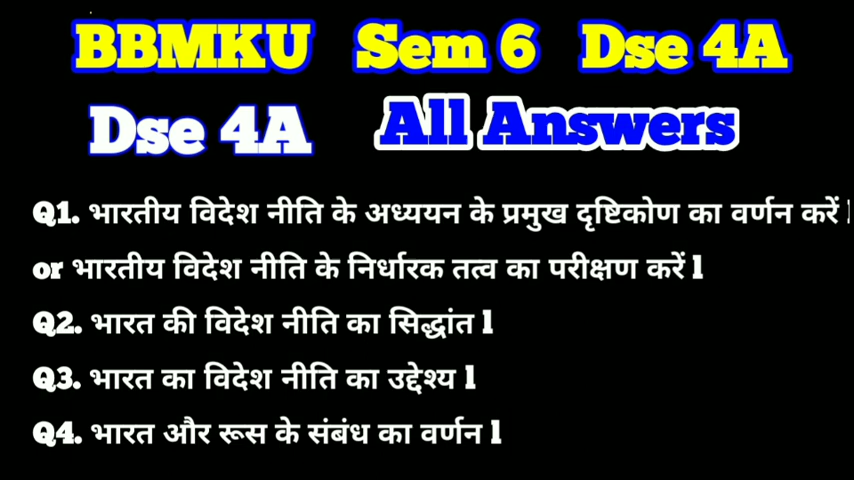 BBMKU Sem 6 Dse 4A
Dse 4A All Answers
Q1. भारतीय विदेश नीति के अध्ययन के प्रमुख दृष्टिकोण का वर्णन करें l
or भारतीय विदेश नीति के निर्धारक तत्व का परीक्षण करें l
Q2. भारत की विदेश नीति का सिद्धांत l
Q3. भारत का विदेश नीति का उद्देश्य l
Q4. भारत और रूस के संबंध का वर्णन l